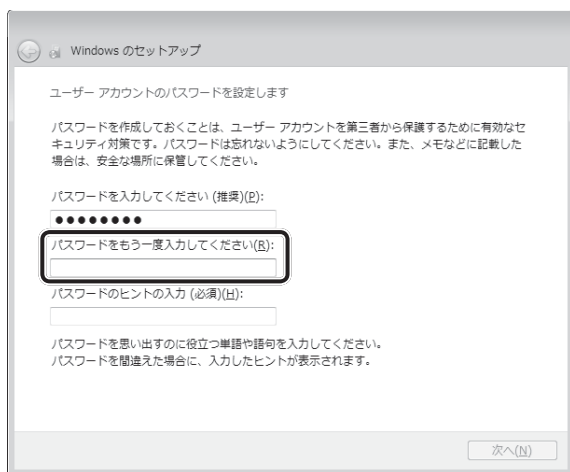 Windows のセットアップ
ユーザー アカウントのパスワードを設定します
パスワードを作成しておくことは、ユーザー アカウントを第三者から保護するために有効なセ
キュリティ対策です。パスワードは忘れないようにしてください。また、メモなどに記載した
場合は、安全な場所に保管してください。
パスワードを入力してください (推奨)(P):
●●●●●●●●
パスワードをもう一度入力してください(R):
パスワードのヒントの入力 (必須)(H):
パスワードを思い出すのに役立つ単語や語句を入力してください。
パスワードを間違えた場合に、入力したヒントが表示されます。
次へ(N)